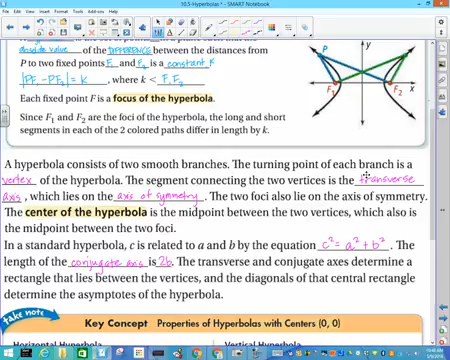 10.5-Hyperbolas - SMART Notebook
absolute value of the DIFFERENCE between the distances from
P to two fixed points F₁ and F₂ is a constant k
|PF₁ - PF₂| = k , where k < F₁F₂
Each fixed point F is a focus of the hyperbola.
Since F₁ and F₂ are the foci of the hyperbola, the long and short
segments in each of the 2 colored paths differ in length by k.
P
y
x
F₁
F₂
A hyperbola consists of two smooth branches. The turning point of each branch is a
vertex of the hyperbola. The segment connecting the two vertices is the transverse
axis, which lies on the axis of symmetry. The two foci also lie on the axis of symmetry.
The center of the hyperbola is the midpoint between the two vertices, which also is
the midpoint between the two foci.
In a standard hyperbola, c is related to a and b by the equation c² = a² + b². The
length of the conjugate axis is 2b. The transverse and conjugate axes determine a
rectangle that lies between the vertices, and the diagonals of that central rectangle
determine the asymptotes of the hyperbola.
take note
Key Concept Properties of Hyperbolas with Centers (0, 0)
Horizontal Hyperbola Vertical Hyperbola